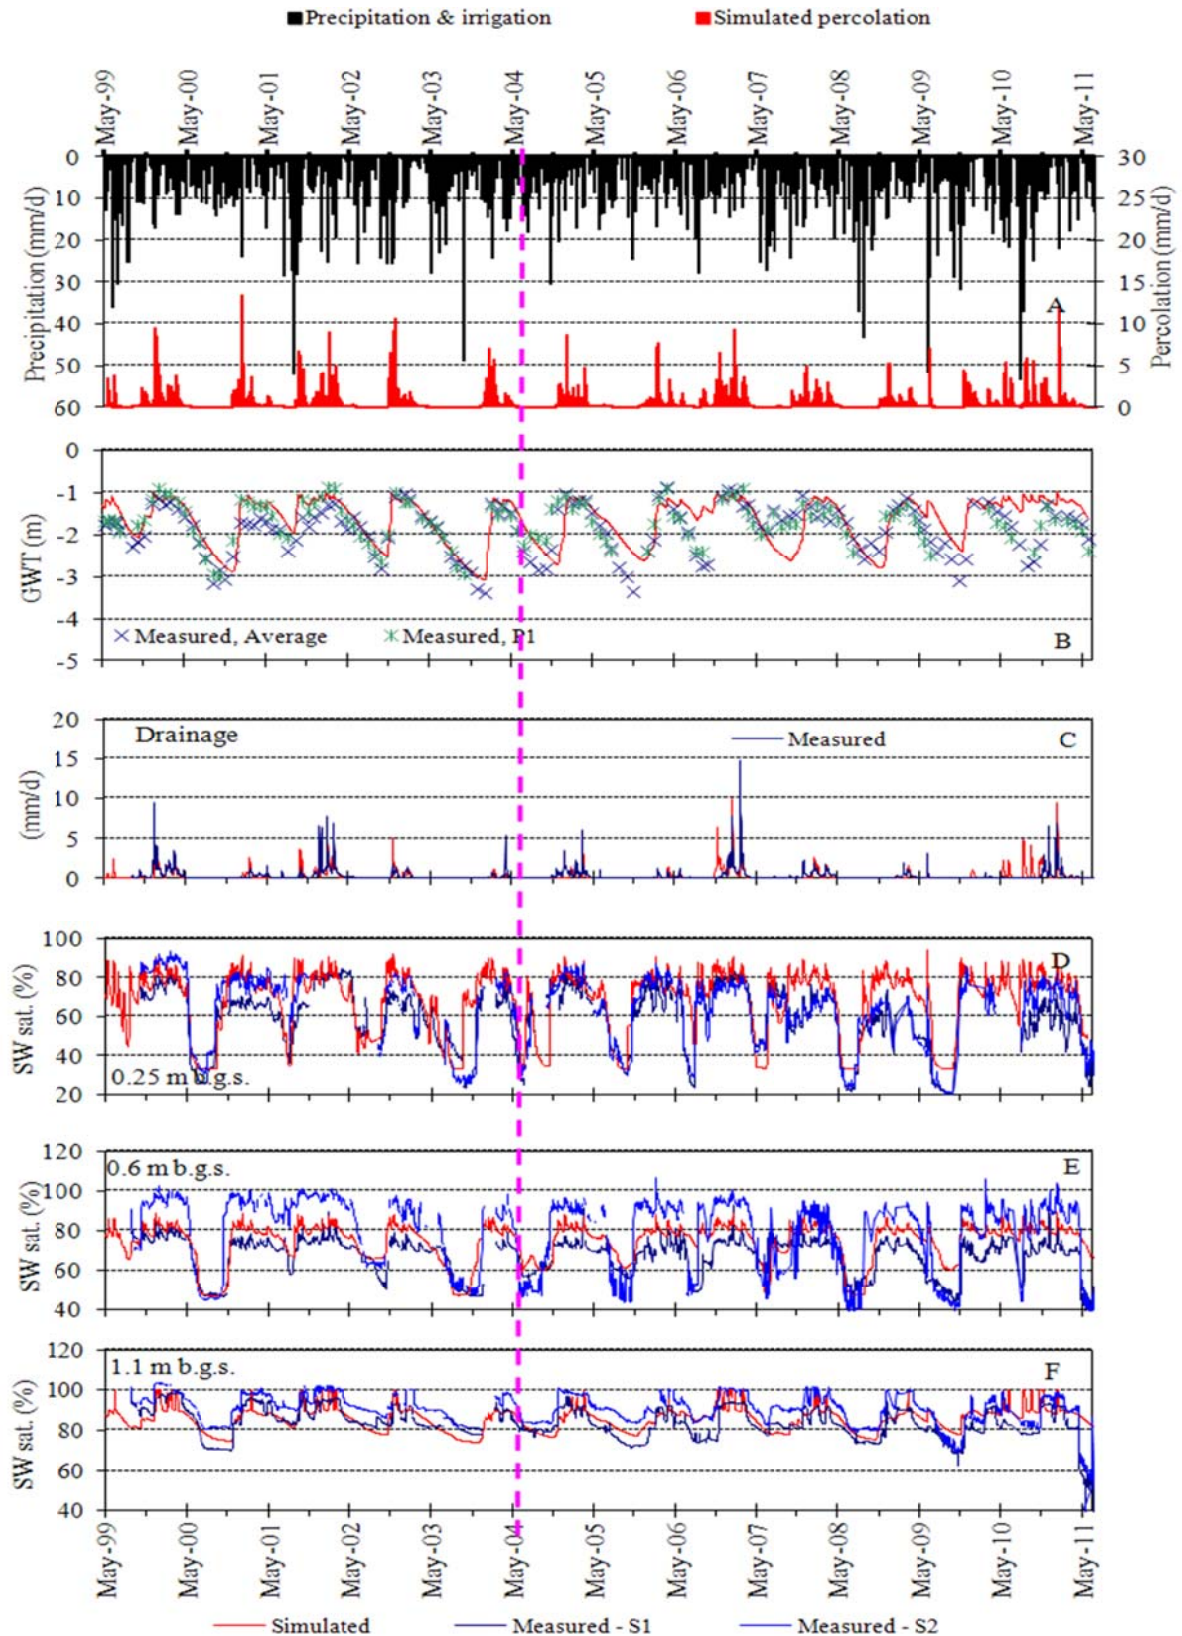 Precipitation & irrigation Simulated percolation
May-99 May-00 May-01 May-02 May-03 May-04 May-05 May-06 May-07 May-08 May-09 May-10 May-11
Precipitation (mm/d)
0
10
20
30
40
50
60
30
25
20
15
10
5
0
Percolation (mm/d)
A
GWT (m)
0
-1
-2
-3
-4
-5
Measured, Average Measured, P1
B
(mm/d)
20
15
10
5
0
Drainage
Measured
C
SW sat. (%)
100
80
60
40
20
D
0.25 m b.g.s.
SW sat. (%)
120
100
80
60
40
0.6 m b.g.s.
E
SW sat. (%)
120
100
80
60
40
1.1 m b.g.s.
F
May-99 May-00 May-01 May-02 May-03 May-04 May-05 May-06 May-07 May-08 May-09 May-10 May-11
Simulated Measured - S1 Measured - S2